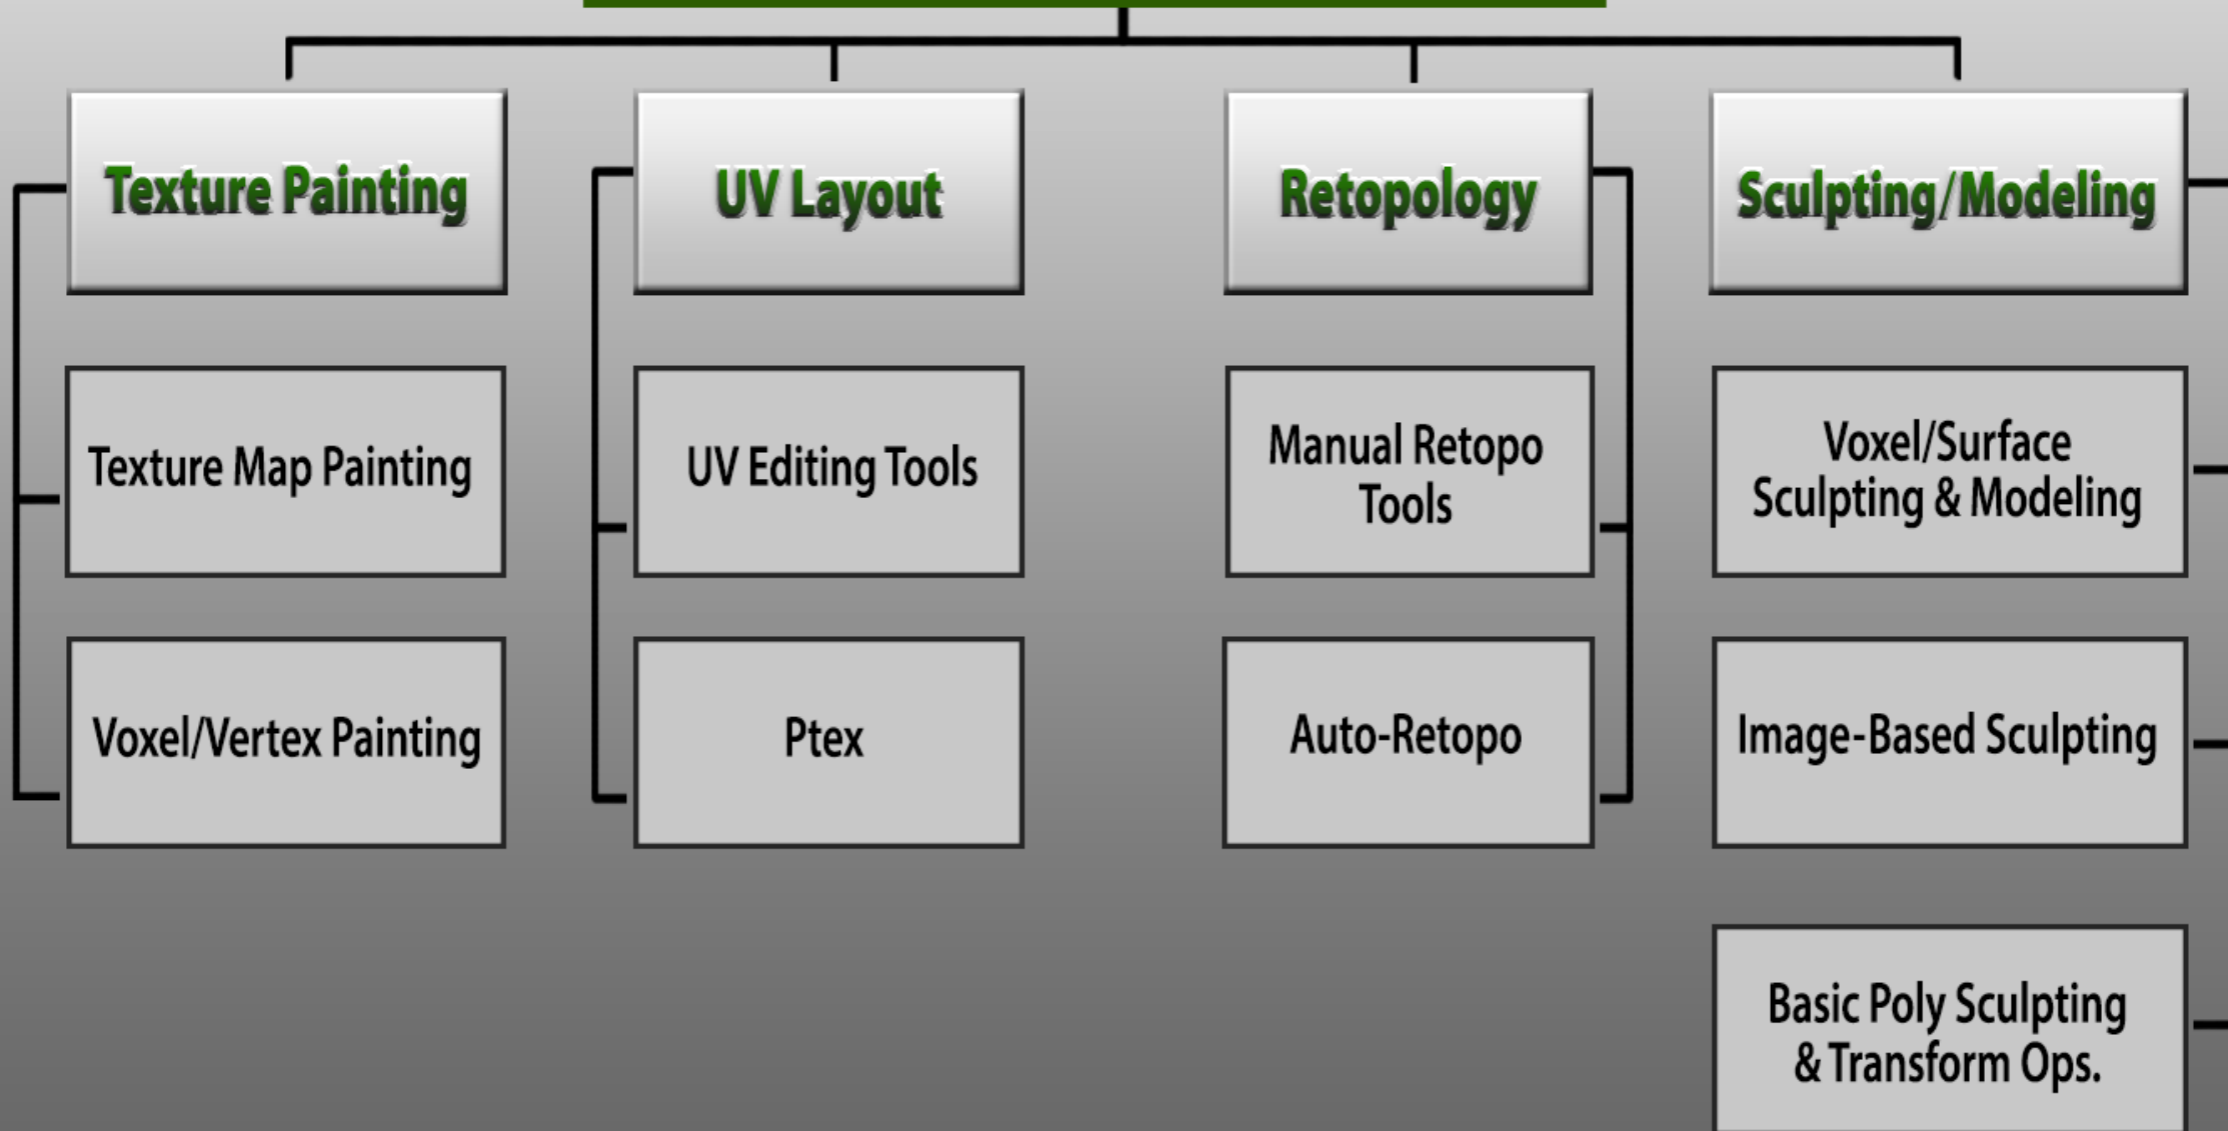 Texture Painting
UV Layout
Retopology
Sculpting/Modeling
Texture Map Painting
UV Editing Tools
Manual Retopo
Tools
Voxel/Surface
Sculpting & Modeling
Voxel/Vertex Painting
Ptex
Auto-Retopo
Image-Based Sculpting
Basic Poly Sculpting
& Transform Ops.